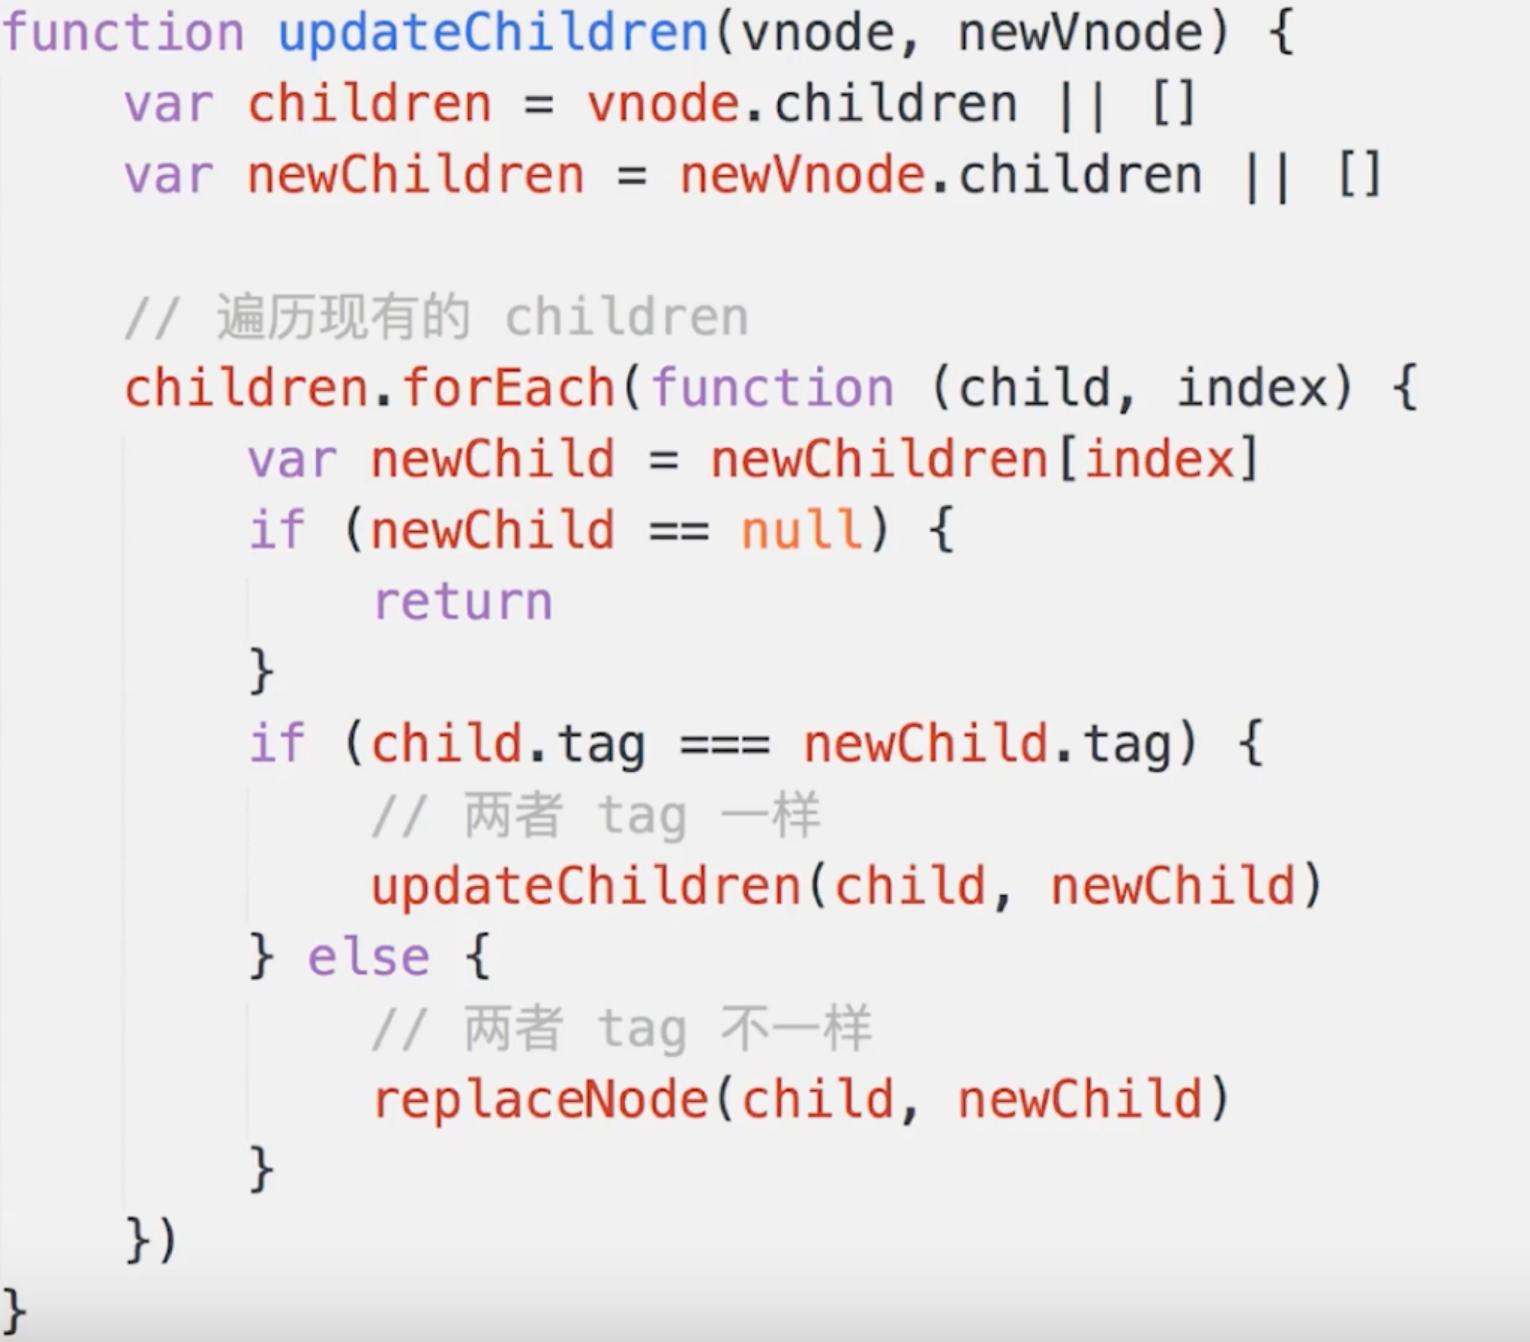 function updateChildren(vnode, newVnode) {
    var children = vnode.children || []
    var newChildren = newVnode.children || []

    // 遍历现有的 children
    children.forEach(function (child, index) {
        var newChild = newChildren[index]
        if (newChild == null) {
            return
        }
        if (child.tag === newChild.tag) {
            // 两者 tag 一样
            updateChildren(child, newChild)
        } else {
            // 两者 tag 不一样
            replaceNode(child, newChild)
        }
    })
}